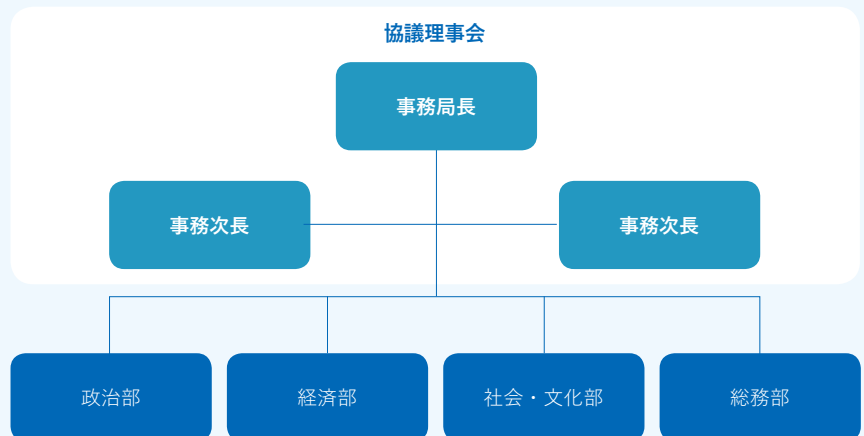 協議理事会
事務局長
事務次長
事務次長
政治部
経済部
社会・文化部
総務部